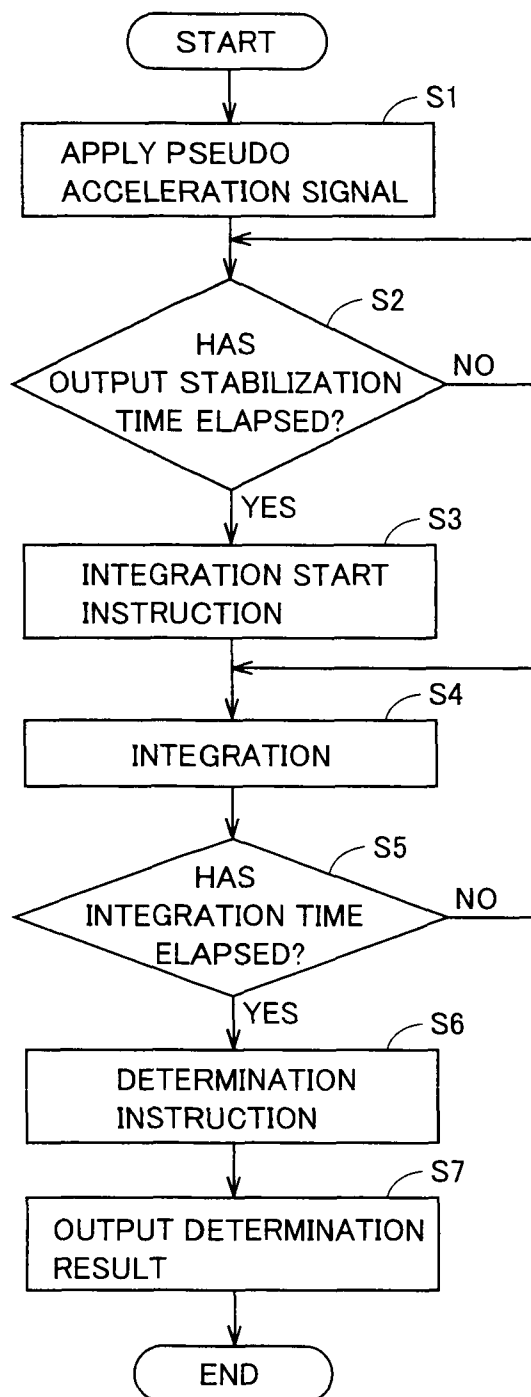 START
S1
APPLY PSEUDO
ACCELERATION SIGNAL
S2
HAS
OUTPUT STABILIZATION
TIME ELAPSED?
NO
YES
S3
INTEGRATION START
INSTRUCTION
S4
INTEGRATION
S5
HAS
INTEGRATION TIME
ELAPSED?
NO
YES
S6
DETERMINATION
INSTRUCTION
S7
OUTPUT DETERMINATION
RESULT
END